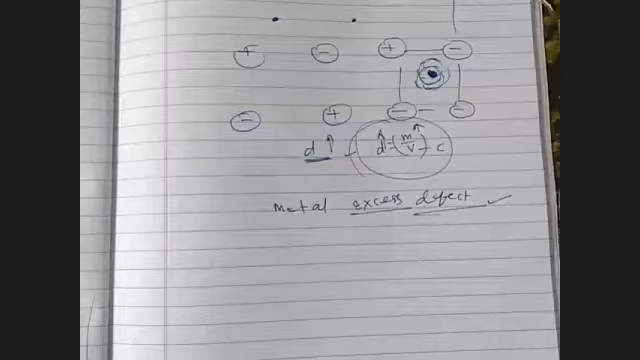 + − + −
− + − −
d ↑ d↑ = (m↑/V) − C
metal excess defect ✓